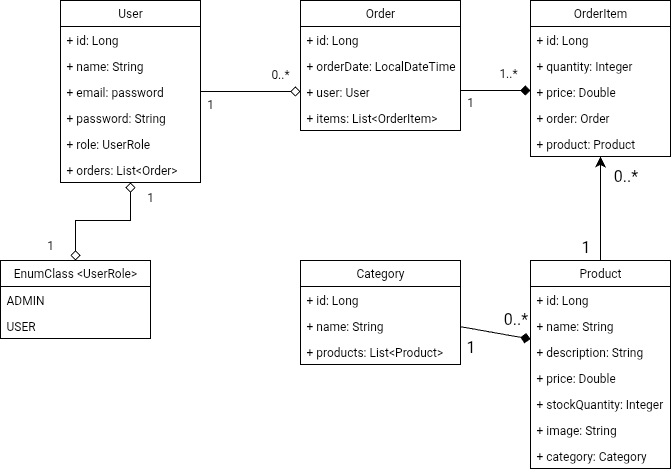 User
+ id: Long
+ name: String
+ email: password
+ password: String
+ role: UserRole
+ orders: List<Order>
1
0..*
Order
+ id: Long
+ orderDate: LocalDateTime
+ user: User
+ items: List<OrderItem>
1
1..*
OrderItem
+ id: Long
+ quantity: Integer
+ price: Double
+ order: Order
+ product: Product
0..*
1
1
1
EnumClass <UserRole>
ADMIN
USER
Category
+ id: Long
+ name: String
+ products: List<Product>
1
0..*
Product
+ id: Long
+ name: String
+ description: String
+ price: Double
+ stockQuantity: Integer
+ image: String
+ category: Category